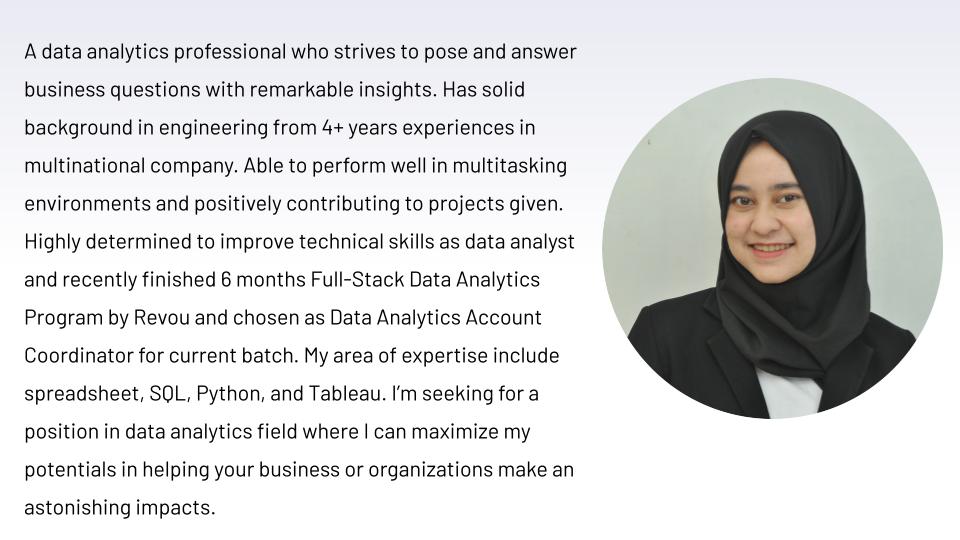 A data analytics professional who strives to pose and answer
business questions with remarkable insights. Has solid
background in engineering from 4+ years experiences in
multinational company. Able to perform well in multitasking
environments and positively contributing to projects given.
Highly determined to improve technical skills as data analyst
and recently finished 6 months Full-Stack Data Analytics
Program by Revou and chosen as Data Analytics Account
Coordinator for current batch. My area of expertise include
spreadsheet, SQL, Python, and Tableau. I’m seeking for a
position in data analytics field where I can maximize my
potentials in helping your business or organizations make an
astonishing impacts.